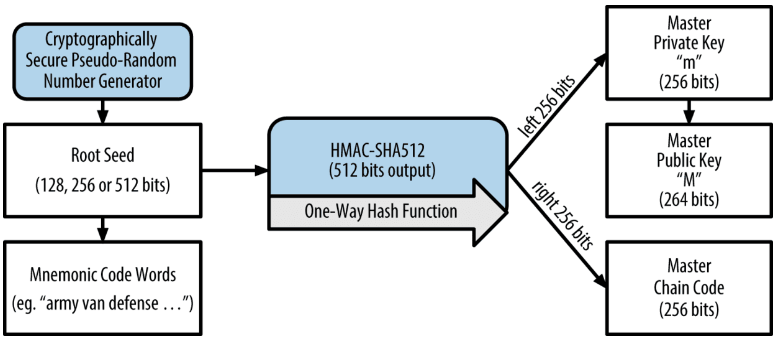 Cryptographically
Secure Pseudo-Random
Number Generator
Root Seed
(128, 256 or 512 bits)
Mnemonic Code Words
(eg. “army van defense …”)
HMAC-SHA512
(512 bits output)
One-Way Hash Function
left 256 bits
right 256 bits
Master
Private Key
“m”
(256 bits)
Master
Public Key
“M”
(264 bits)
Master
Chain Code
(256 bits)